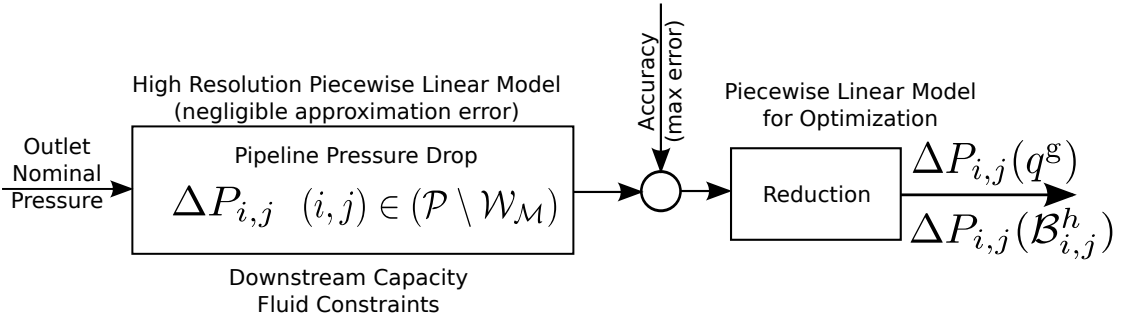 High Resolution Piecewise Linear Model
(negligible approximation error)
Outlet
Nominal
Pressure
Pipeline Pressure Drop
ΔP_{i,j} (i,j) ∈ (𝒫 \ 𝒲_ℳ)
Downstream Capacity
Fluid Constraints
Accuracy
(max error)
Piecewise Linear Model
for Optimization
Reduction
ΔP_{i,j}(q^g)
ΔP_{i,j}(ℬ^h_{i,j})